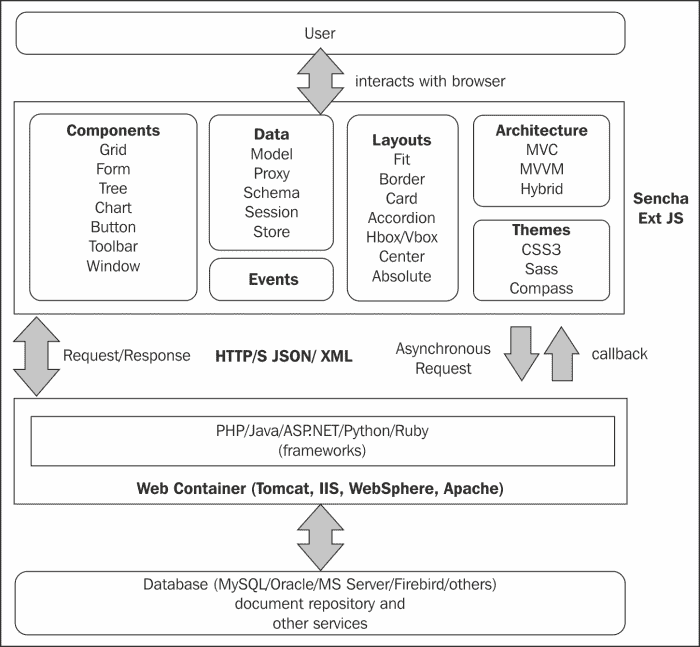 User
interacts with browser
Components
Grid
Form
Tree
Chart
Button
Toolbar
Window
Data
Model
Proxy
Schema
Session
Store
Events
Layouts
Fit
Border
Card
Accordion
Hbox/Vbox
Center
Absolute
Architecture
MVC
MVVM
Hybrid
Themes
CSS3
Sass
Compass
Sencha
Ext JS
Request/Response
HTTP/S JSON/ XML
Asynchronous
Request
callback
PHP/Java/ASP.NET/Python/Ruby
(frameworks)
Web Container (Tomcat, IIS, WebSphere, Apache)
Database (MySQL/Oracle/MS Server/Firebird/others)
document repository and
other services